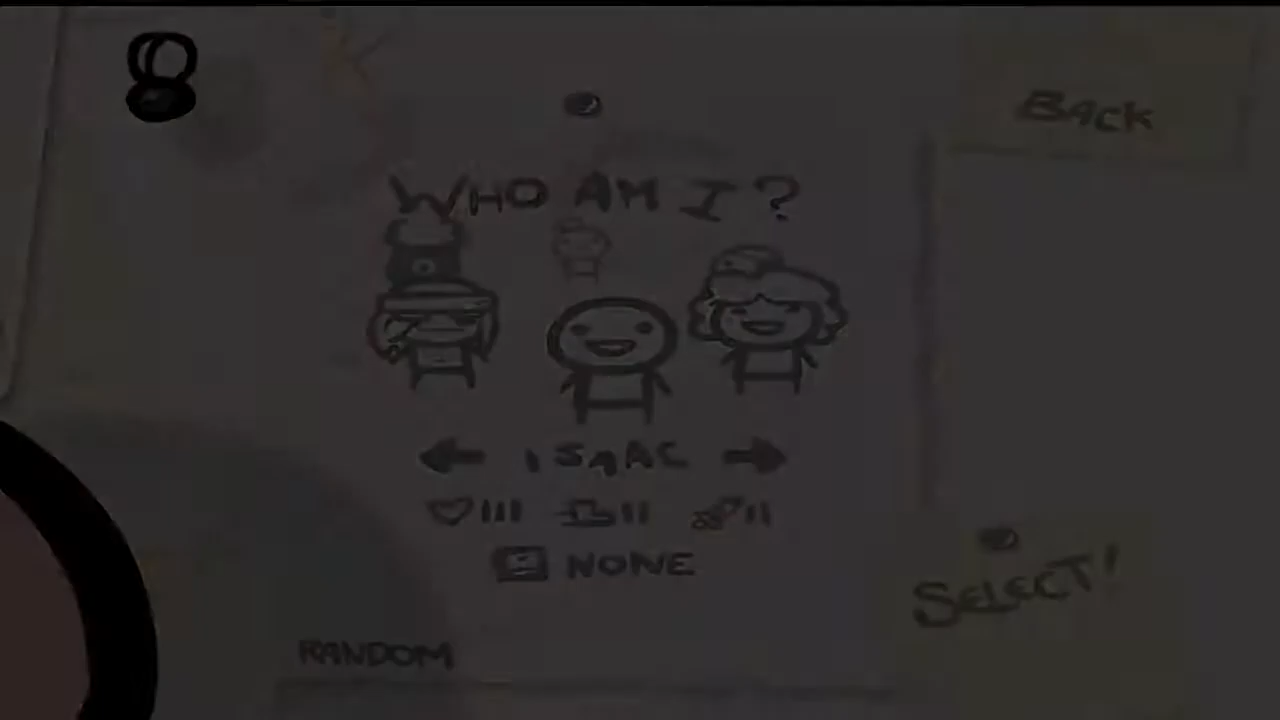 BACK
WHO AM I?
ISAAC
NONE
SELECT!
RANDOM